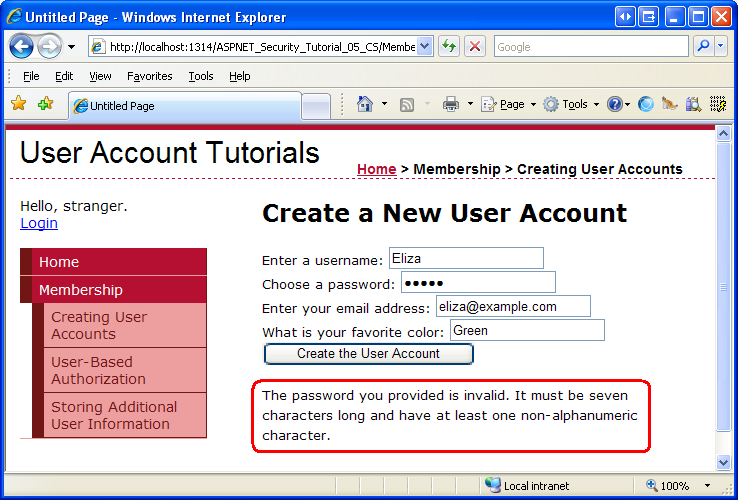 Untitled Page - Windows Internet Explorer
http://localhost:1314/ASPNET_Security_Tutorial_05_CS/Membe
Google
File Edit View Favorites Tools Help
Untitled Page
Page Tools
User Account Tutorials
Home > Membership > Creating User Accounts
Hello, stranger.
Login
Home
Membership
Creating User
Accounts
User-Based
Authorization
Storing Additional
User Information
Create a New User Account
Enter a username: Eliza
Choose a password: •••••
Enter your email address: eliza@example.com
What is your favorite color: Green
Create the User Account
The password you provided is invalid. It must be seven
characters long and have at least one non-alphanumeric
character.
Local intranet
100%